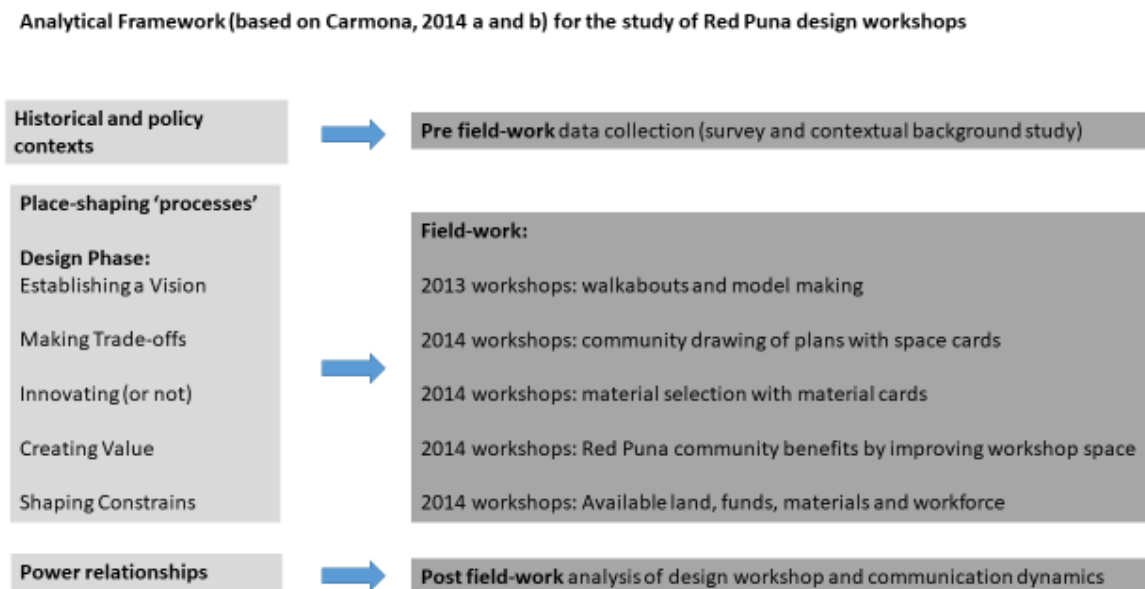 Analytical Framework (based on Carmona, 2014 a and b) for the study of Red Puna design workshops
Historical and policy
contexts
Pre field-work data collection (survey and contextual background study)
Place-shaping ‘processes’
Design Phase:
Establishing a Vision
Making Trade-offs
Innovating (or not)
Creating Value
Shaping Constrains
Field-work:
2013 workshops: walkabouts and model making
2014 workshops: community drawing of plans with space cards
2014 workshops: material selection with material cards
2014 workshops: Red Puna community benefits by improving workshop space
2014 workshops: Available land, funds, materials and workforce
Power relationships
Post field-work analysis of design workshop and communication dynamics